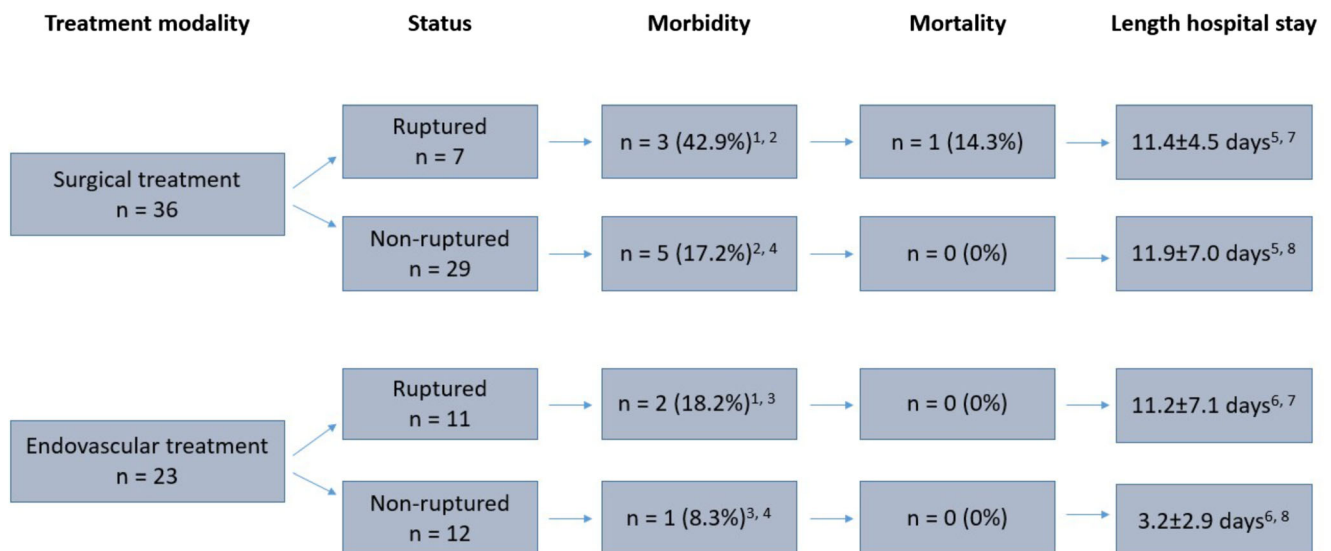 Treatment modality
Status
Morbidity
Mortality
Length hospital stay
Surgical treatment
n = 36
Ruptured
n = 7
n = 3 (42.9%)1, 2
n = 1 (14.3%)
11.4±4.5 days5, 7
Non-ruptured
n = 29
n = 5 (17.2%)2, 4
n = 0 (0%)
11.9±7.0 days5, 8
Endovascular treatment
n = 23
Ruptured
n = 11
n = 2 (18.2%)1, 3
n = 0 (0%)
11.2±7.1 days6, 7
Non-ruptured
n = 12
n = 1 (8.3%)3, 4
n = 0 (0%)
3.2±2.9 days6, 8